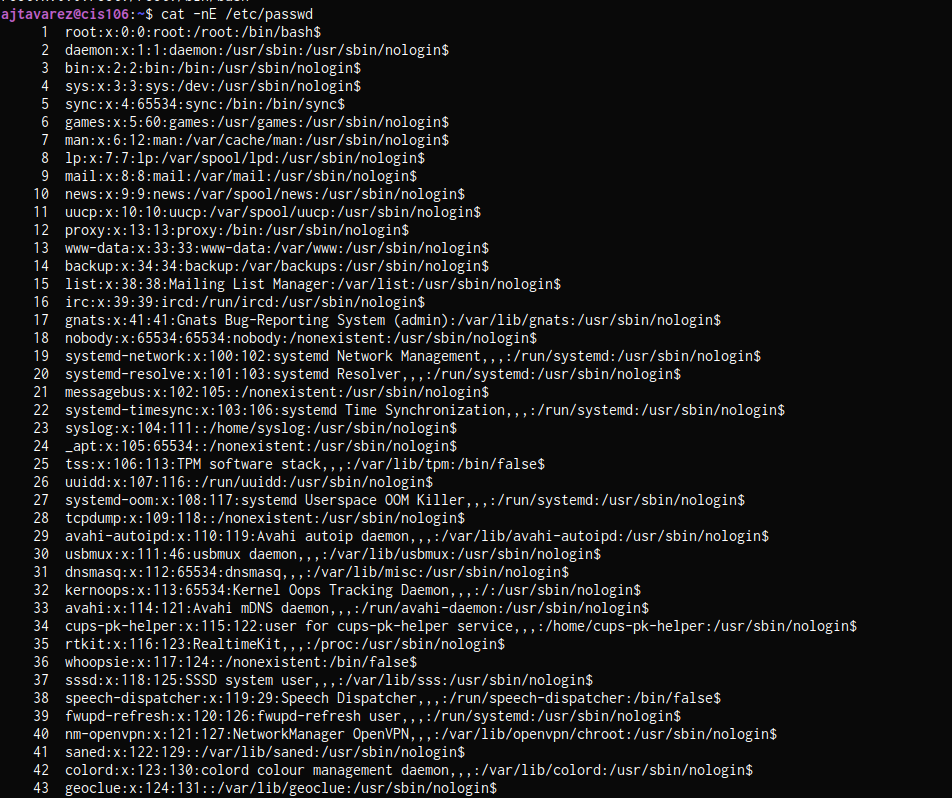 ajtavarez@cis106:~$ cat -nE /etc/passwd
1 root:x:0:0:root:/root:/bin/bash$
2 daemon:x:1:1:daemon:/usr/sbin:/usr/sbin/nologin$
3 bin:x:2:2:bin:/bin:/usr/sbin/nologin$
4 sys:x:3:3:sys:/dev:/usr/sbin/nologin$
5 sync:x:4:65534:sync:/bin:/bin/sync$
6 games:x:5:60:games:/usr/games:/usr/sbin/nologin$
7 man:x:6:12:man:/var/cache/man:/usr/sbin/nologin$
8 lp:x:7:7:lp:/var/spool/lpd:/usr/sbin/nologin$
9 mail:x:8:8:mail:/var/mail:/usr/sbin/nologin$
10 news:x:9:9:news:/var/spool/news:/usr/sbin/nologin$
11 uucp:x:10:10:uucp:/var/spool/uucp:/usr/sbin/nologin$
12 proxy:x:13:13:proxy:/bin:/usr/sbin/nologin$
13 www-data:x:33:33:www-data:/var/www:/usr/sbin/nologin$
14 backup:x:34:34:backup:/var/backups:/usr/sbin/nologin$
15 list:x:38:38:Mailing List Manager:/var/list:/usr/sbin/nologin$
16 irc:x:39:39:ircd:/run/ircd:/usr/sbin/nologin$
17 gnats:x:41:41:Gnats Bug-Reporting System (admin):/var/lib/gnats:/usr/sbin/nologin$
18 nobody:x:65534:65534:nobody:/nonexistent:/usr/sbin/nologin$
19 systemd-network:x:100:102:systemd Network Management,,,:/run/systemd:/usr/sbin/nologin$
20 systemd-resolve:x:101:103:systemd Resolver,,,:/run/systemd:/usr/sbin/nologin$
21 messagebus:x:102:105::/nonexistent:/usr/sbin/nologin$
22 systemd-timesync:x:103:106:systemd Time Synchronization,,,:/run/systemd:/usr/sbin/nologin$
23 syslog:x:104:111::/home/syslog:/usr/sbin/nologin$
24 _apt:x:105:65534::/nonexistent:/usr/sbin/nologin$
25 tss:x:106:113:TPM software stack,,,:/var/lib/tpm:/bin/false$
26 uuidd:x:107:116::/run/uuidd:/usr/sbin/nologin$
27 systemd-oom:x:108:117:systemd Userspace OOM Killer,,,:/run/systemd:/usr/sbin/nologin$
28 tcpdump:x:109:118::/nonexistent:/usr/sbin/nologin$
29 avahi-autoipd:x:110:119:Avahi autoip daemon,,,:/var/lib/avahi-autoipd:/usr/sbin/nologin$
30 usbmux:x:111:46:usbmux daemon,,,:/var/lib/usbmux:/usr/sbin/nologin$
31 dnsmasq:x:112:65534:dnsmasq,,,:/var/lib/misc:/usr/sbin/nologin$
32 kernoops:x:113:65534:Kernel Oops Tracking Daemon,,,:/:/usr/sbin/nologin$
33 avahi:x:114:121:Avahi mDNS daemon,,,:/run/avahi-daemon:/usr/sbin/nologin$
34 cups-pk-helper:x:115:122:user for cups-pk-helper service,,,:/home/cups-pk-helper:/usr/sbin/nologin$
35 rtkit:x:116:123:RealtimeKit,,,:/proc:/usr/sbin/nologin$
36 whoopsie:x:117:124::/nonexistent:/bin/false$
37 sssd:x:118:125:SSSD system user,,,:/var/lib/sss:/usr/sbin/nologin$
38 speech-dispatcher:x:119:29:Speech Dispatcher,,,:/run/speech-dispatcher:/bin/false$
39 fwupd-refresh:x:120:126:fwupd-refresh user,,,:/run/systemd:/usr/sbin/nologin$
40 nm-openvpn:x:121:127:NetworkManager OpenVPN,,,:/var/lib/openvpn/chroot:/usr/sbin/nologin$
41 saned:x:122:129::/var/lib/saned:/usr/sbin/nologin$
42 colord:x:123:130:colord colour management daemon,,,:/var/lib/colord:/usr/sbin/nologin$
43 geoclue:x:124:131::/var/lib/geoclue:/usr/sbin/nologin$